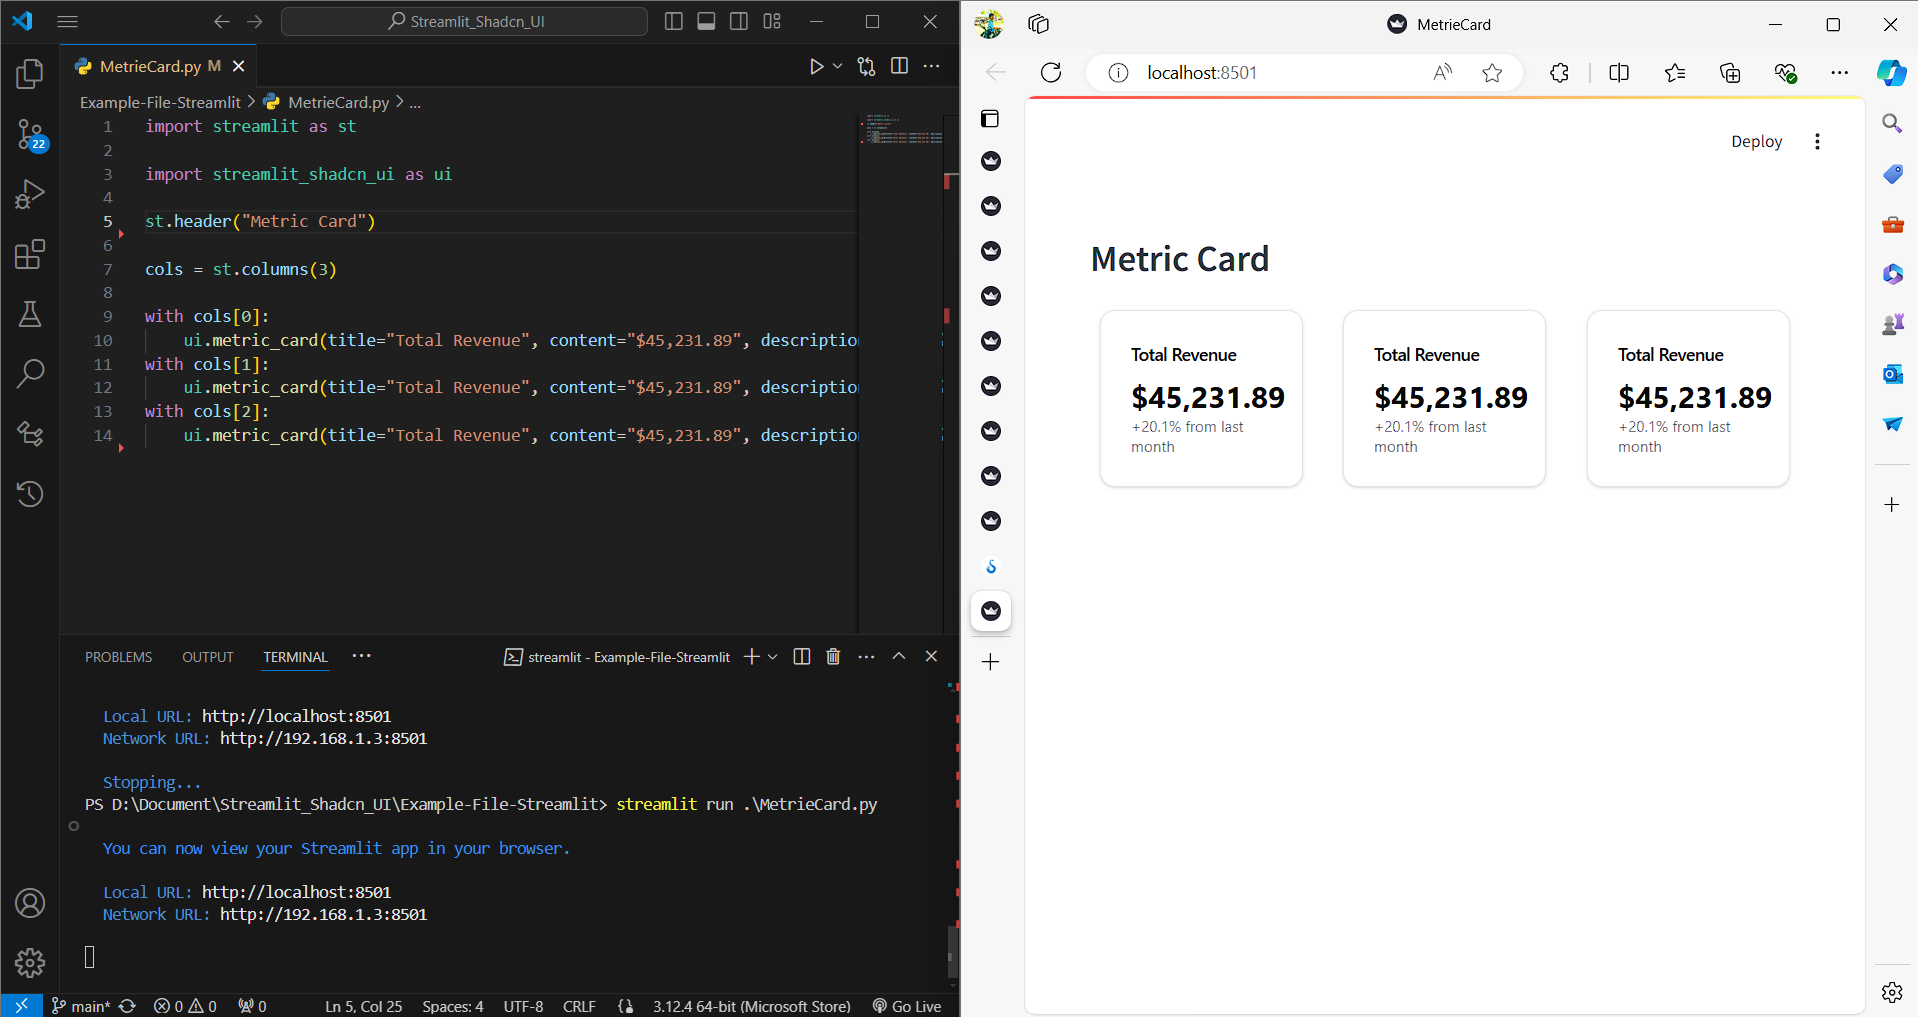 Streamlit_Shadcn_UI
MetrieCard.py M
Example-File-Streamlit > MetrieCard.py > ...
1 import streamlit as st
2
3 import streamlit_shadcn_ui as ui
4
5 st.header("Metric Card")
6
7 cols = st.columns(3)
8
9 with cols[0]:
10 ui.metric_card(title="Total Revenue", content="$45,231.89", descriptio
11 with cols[1]:
12 ui.metric_card(title="Total Revenue", content="$45,231.89", descriptio
13 with cols[2]:
14 ui.metric_card(title="Total Revenue", content="$45,231.89", descriptio
22
PROBLEMS OUTPUT TERMINAL ... streamlit - Example-File-Streamlit
Local URL: http://localhost:8501
Network URL: http://192.168.1.3:8501
Stopping...
PS D:\Document\Streamlit_Shadcn_UI\Example-File-Streamlit> streamlit run .\MetrieCard.py
You can now view your Streamlit app in your browser.
Local URL: http://localhost:8501
Network URL: http://192.168.1.3:8501
main* 0 0 0 Ln 5, Col 25 Spaces: 4 UTF-8 CRLF 3.12.4 64-bit (Microsoft Store) Go Live
MetrieCard
localhost:8501
Deploy
Metric Card
Total Revenue
$45,231.89
+20.1% from last
month
Total Revenue
$45,231.89
+20.1% from last
month
Total Revenue
$45,231.89
+20.1% from last
month